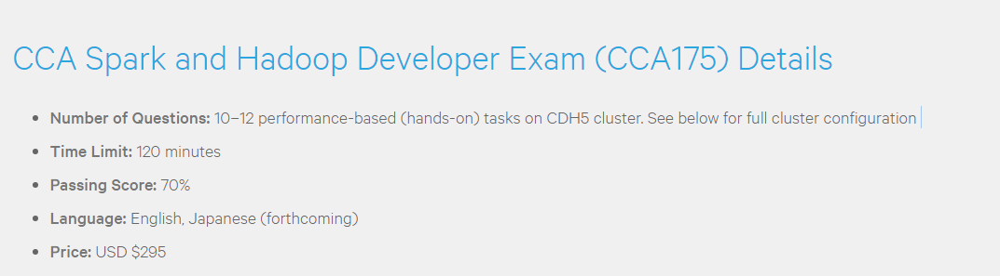 CCA Spark and Hadoop Developer Exam (CCA175) Details
• Number of Questions: 10–12 performance-based (hands-on) tasks on CDH5 cluster. See below for full cluster configuration
• Time Limit: 120 minutes
• Passing Score: 70%
• Language: English, Japanese (forthcoming)
• Price: USD $295